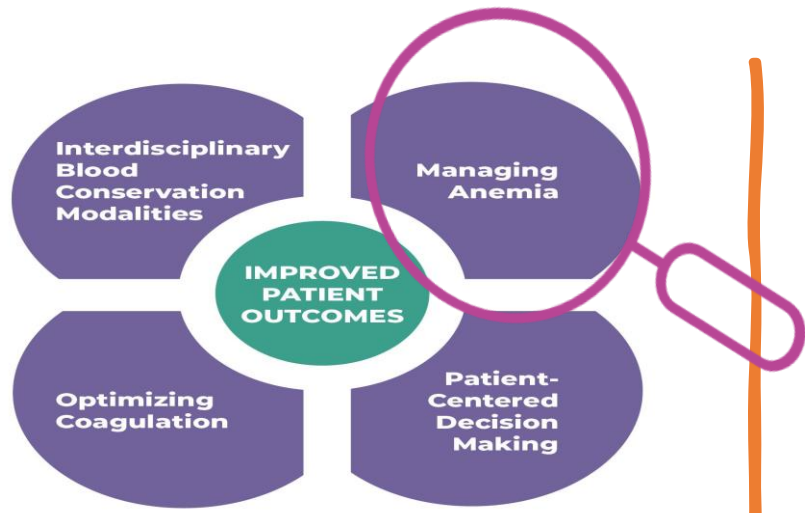 Interdisciplinary
Blood
Conservation
Modalities
Managing
Anemia
IMPROVED
PATIENT
OUTCOMES
Optimizing
Coagulation
Patient-
Centered
Decision
Making